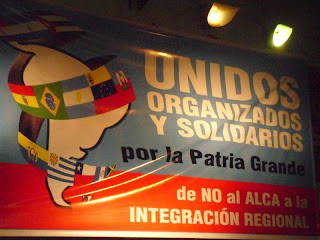 UNIDOS
ORGANIZADOS
Y SOLIDARIOS
por la Patria Grande
de NO al ALCA a la
INTEGRACIÓN REGIONAL